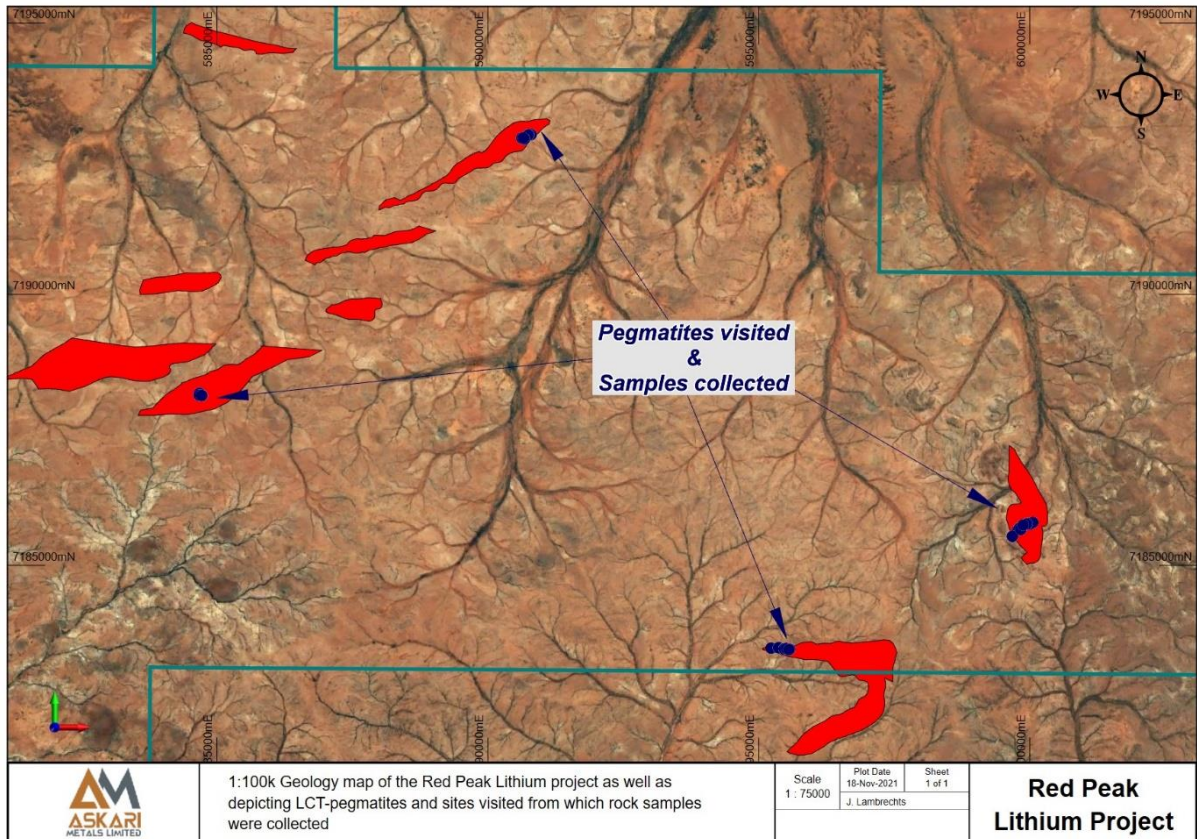 7195000mN
7195000mN
585000mE
590000mE
595000mE
600000mE
N
W
E
S
7190000mN
7190000mN
Pegmatites visited
&
Samples collected
7185000mN
7185000mN
585000mE
590000mE
595000mE
600000mE
AM
ASKARI
METALS LIMITED
1:100k Geology map of the Red Peak Lithium project as well as
depicting LCT-pegmatites and sites visited from which rock samples
were collected
Scale
1 : 75000
Plot Date
18-Nov-2021
Sheet
1 of 1
J. Lambrechts
Red Peak
Lithium Project